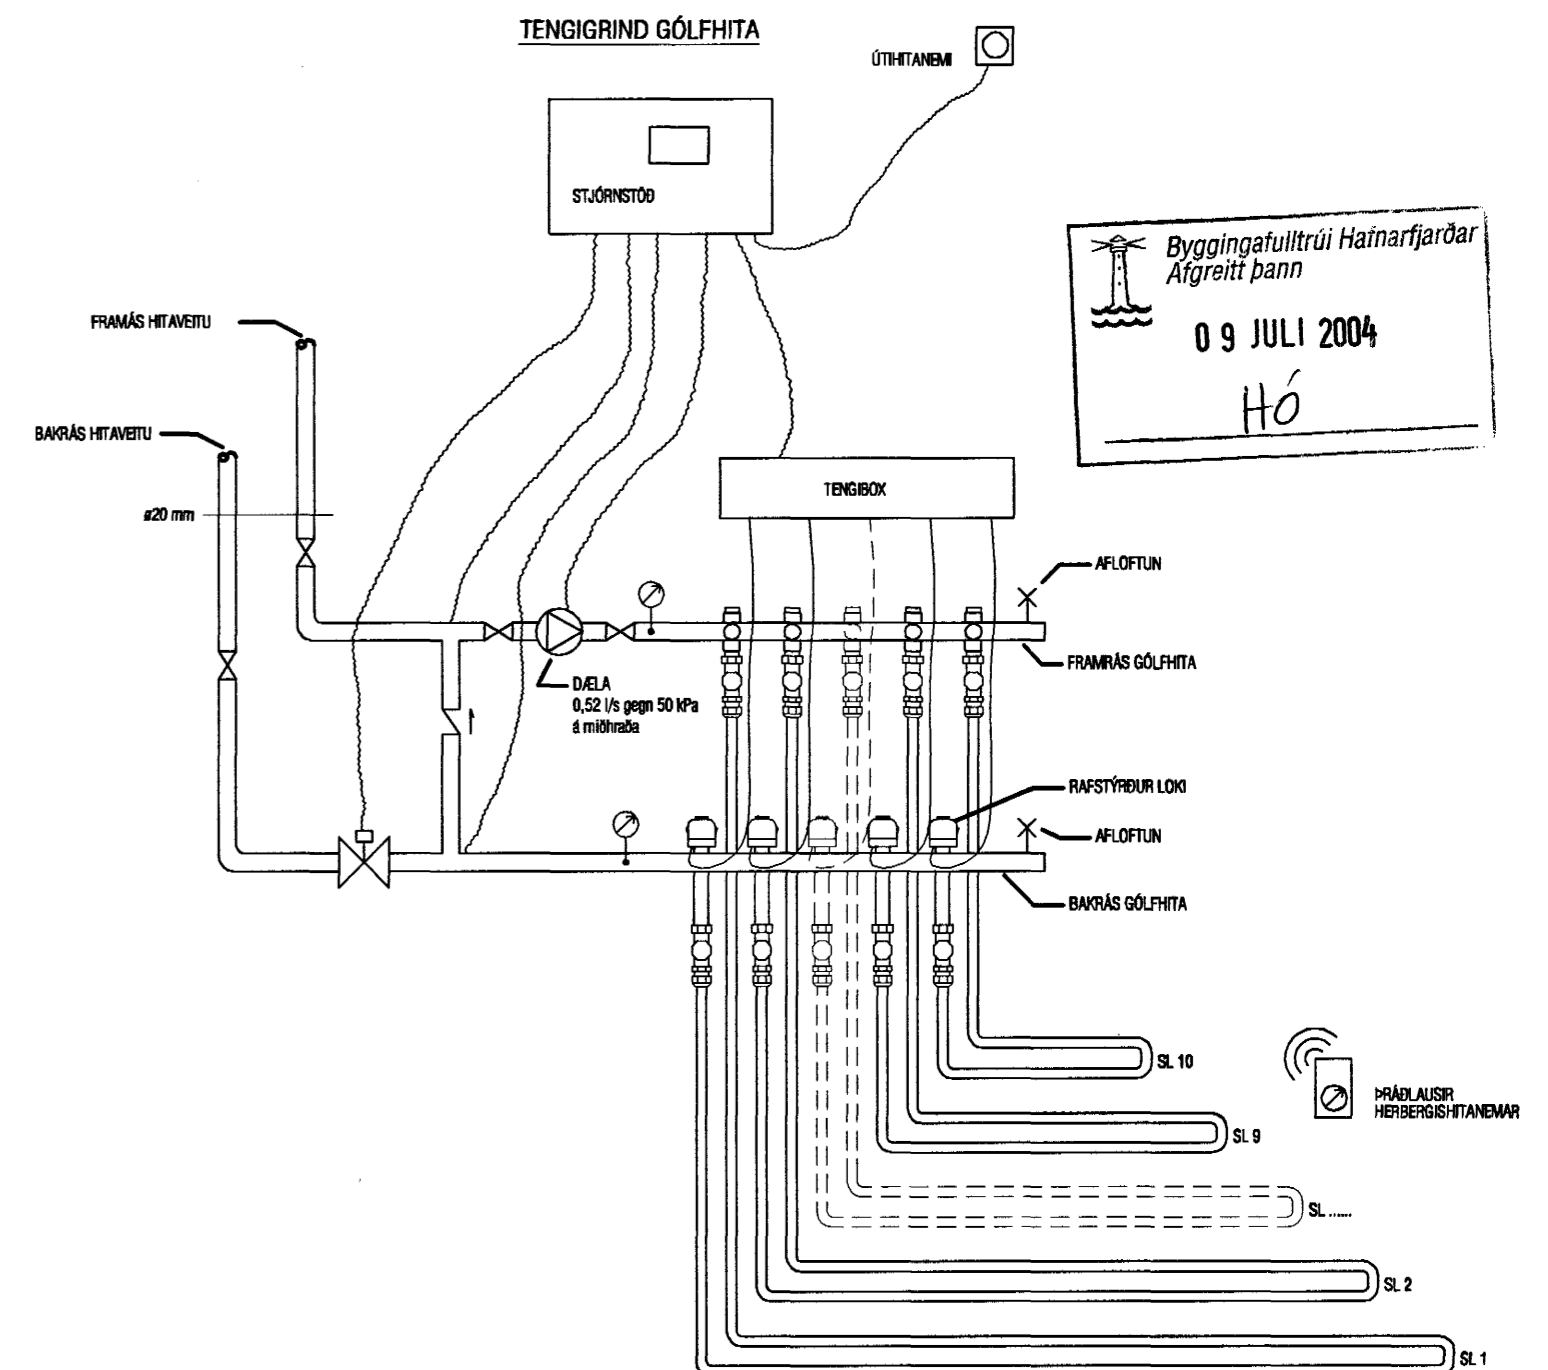 TENGIGRIND GÓLFHITA
ÚTIHITANEMI
STJÓRNSTÖÐ
Byggingafulltrúi Hafnarfjarðar
Afgreitt þann
09 JULI 2004
HÓ
FRAMÁS HITAVEITU
BAKRÁS HITAVEITU
ø20 mm
TENGIBOX
AFLOFTUN
FRAMRÁS GÓLFHITA
DÆLA
0,52 l/s gegn 50 kPa
á miðhraða
RAFSTÝRÐUR LOKI
AFLOFTUN
BAKRÁS GÓLFHITA
SL 10
ÞRÁÐLAUSIR
HERBERGISHITANEMAR
SL 9
SL ......
SL 2
SL 1